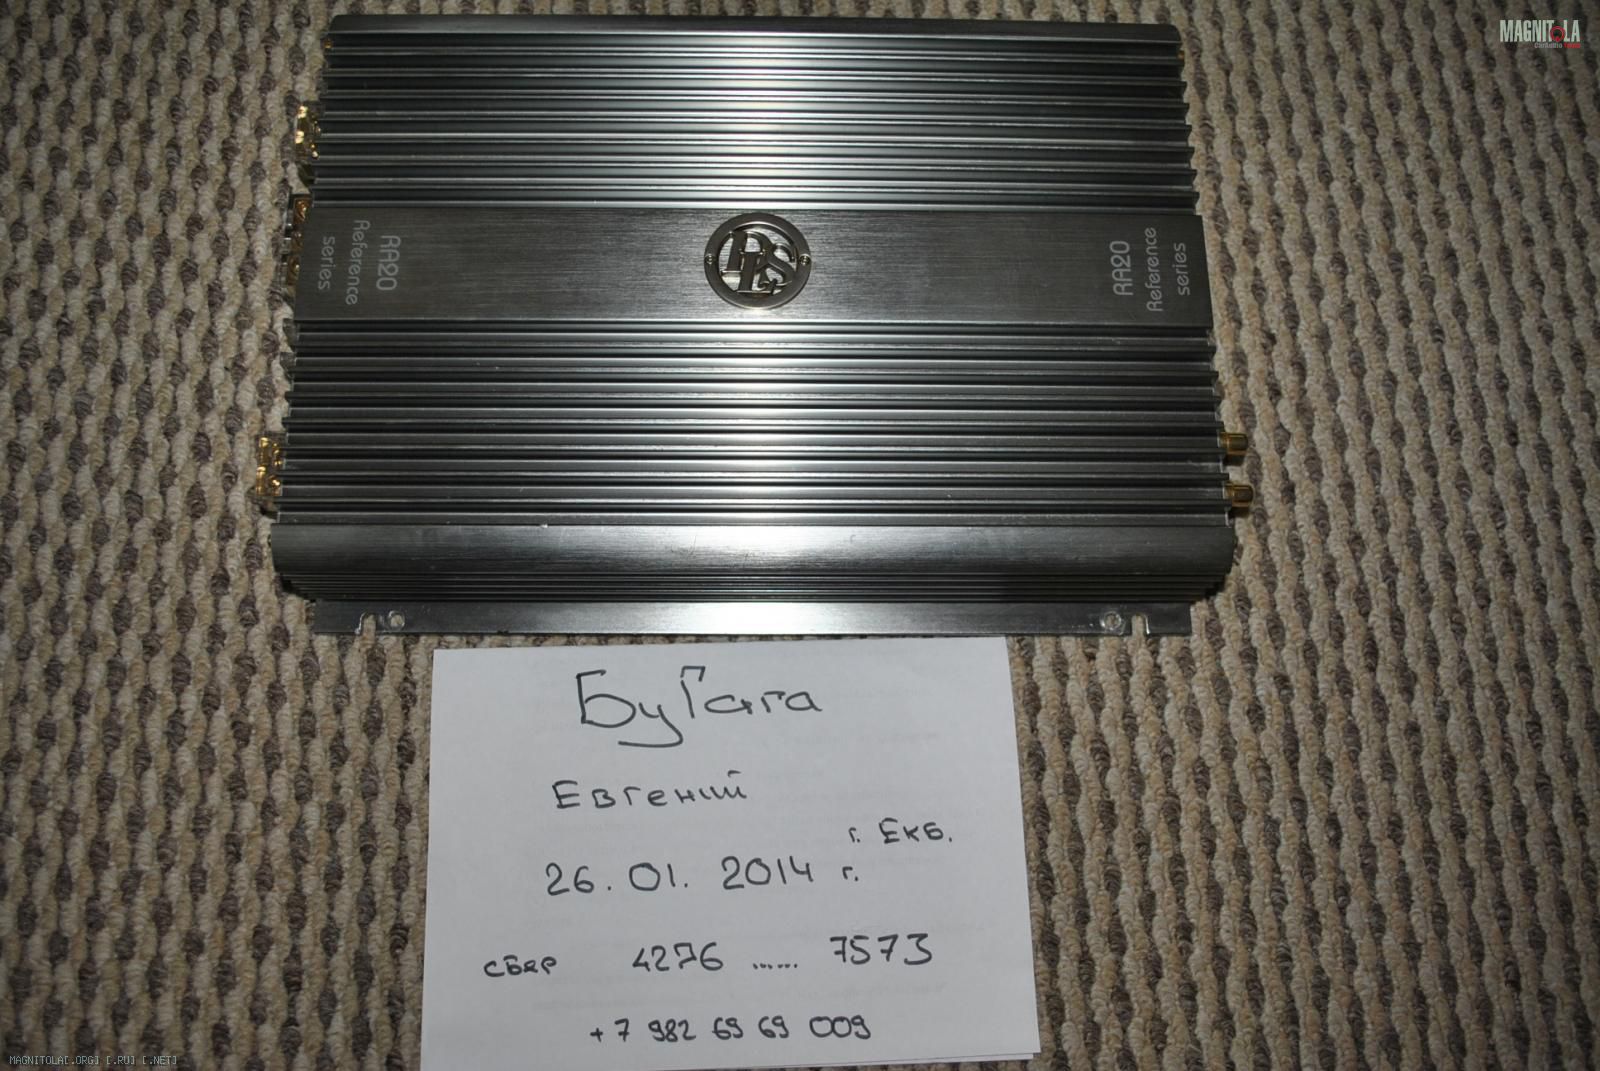 MAGNITOLA
CarAudio
DLS
RA20
Reference
series
RA20
Reference
series
БуГага
Евгений
г. Екб.
26.01.2014 г.
сбер 4276 ...... 7573
+7 982 69 69 009
MAGNITOLA[.ORG] [.RU] [.NET]